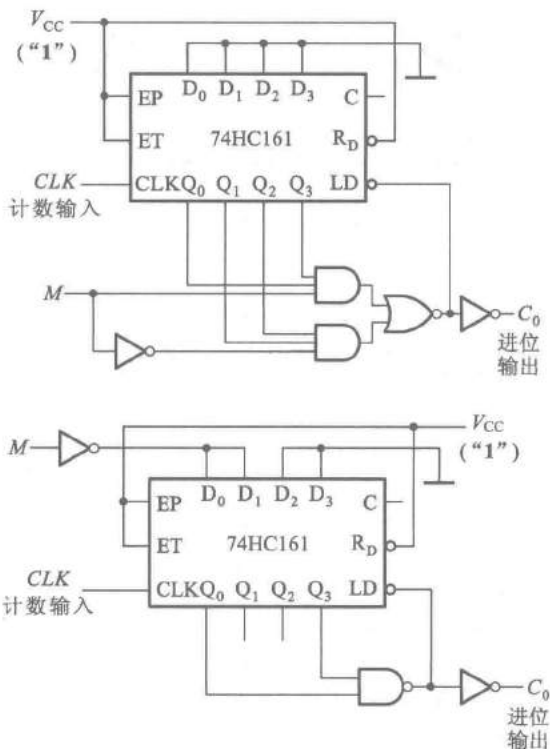 VCC
("1")
D0 D1 D2 D3
EP
C
ET
74HC161
RD
CLK
CLK Q0 Q1 Q2 Q3 LD
计数输入
M
C0
进位
输出
M
VCC
("1")
D0 D1 D2 D3
EP
C
ET
74HC161
RD
CLK
CLK Q0 Q1 Q2 Q3 LD
计数输入
C0
进位
输出